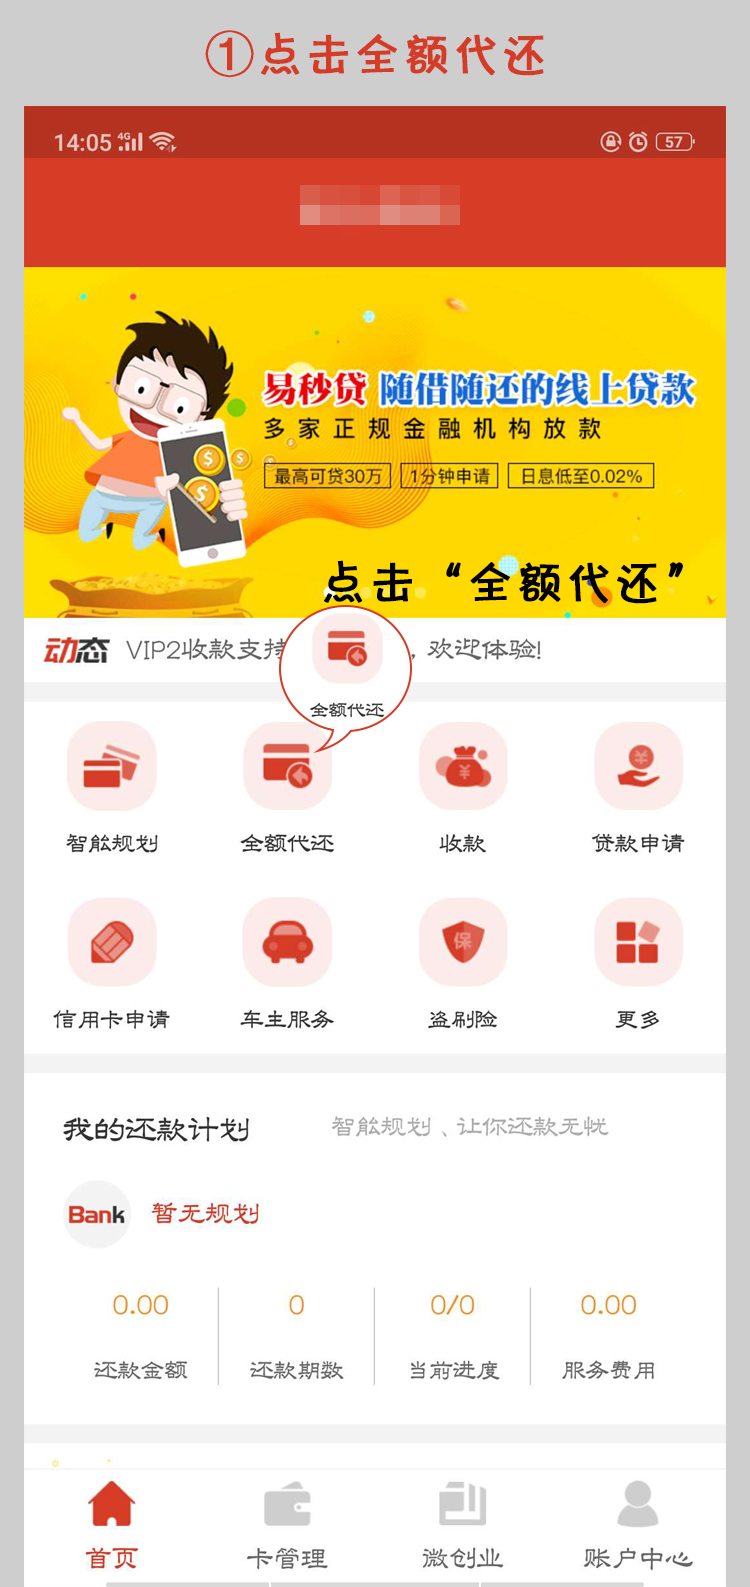 ①点击全额代还
14:05 4G
57
易秒贷 随借随还的线上贷款
多家正规金融机构放款
最高可贷30万 1分钟申请 日息低至0.02%
点击“全额代还”
动态 VIP2收款支持 ，欢迎体验!
全额代还
智能规划 全额代还 收款 贷款申请
保
信用卡申请 车主服务 盗刷险 更多
我的还款计划 智能规划、让你还款无忧
Bank 暂无规划
0.00 0 0/0 0.00
还款金额 还款期数 当前进度 服务费用
首页 卡管理 微创业 账户中心